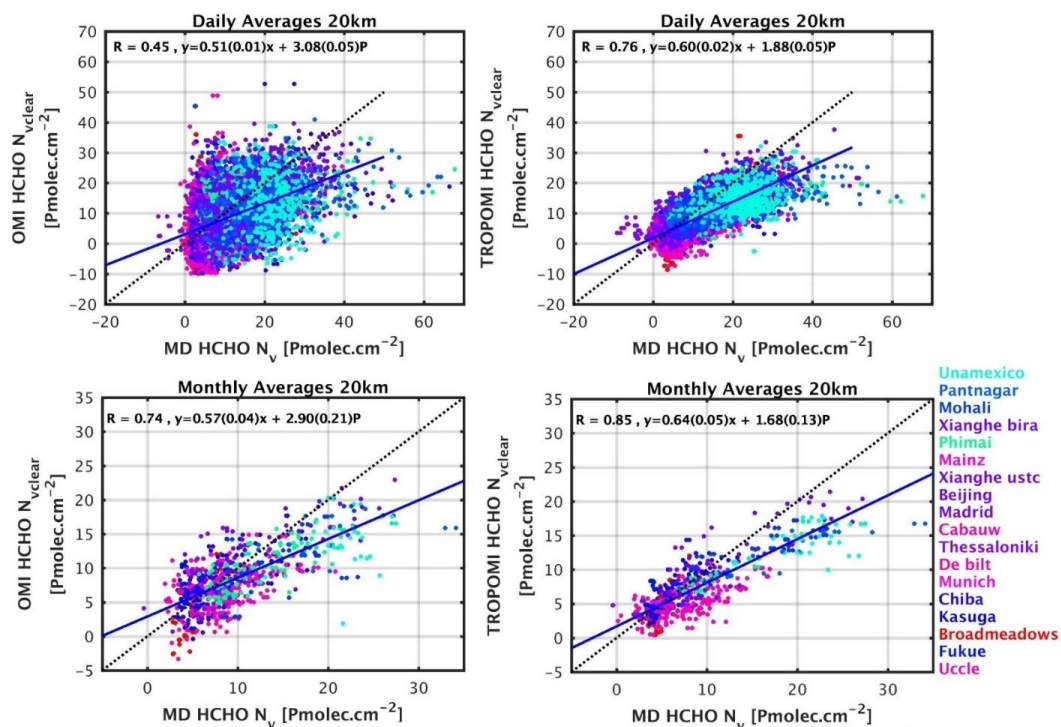 Daily Averages 20km
R = 0.45 , y=0.51(0.01)x + 3.08(0.05)P
70
60
50
40
30
20
10
0
-10
-20
OMI HCHO Nvclear
[Pmolec.cm-2]
-20 0 20 40 60
MD HCHO Nv [Pmolec.cm-2]
Daily Averages 20km
R = 0.76 , y=0.60(0.02)x + 1.88(0.05)P
70
60
50
40
30
20
10
0
-10
-20
TROPOMI HCHO Nvclear
[Pmolec.cm-2]
-20 0 20 40 60
MD HCHO Nv [Pmolec.cm-2]
Monthly Averages 20km
R = 0.74 , y=0.57(0.04)x + 2.90(0.21)P
35
30
25
20
15
10
5
0
-5
OMI HCHO Nvclear
[Pmolec.cm-2]
0 10 20 30
MD HCHO Nv [Pmolec.cm-2]
Monthly Averages 20km
R = 0.85 , y=0.64(0.05)x + 1.68(0.13)P
35
30
25
20
15
10
5
0
-5
TROPOMI HCHO Nvclear
[Pmolec.cm-2]
0 10 20 30
MD HCHO Nv [Pmolec.cm-2]
Unamexico
Pantnagar
Mohali
Xianghe bira
Phimai
Mainz
Xianghe ustc
Beijing
Madrid
Cabauw
Thessaloniki
De bilt
Munich
Chiba
Kasuga
Broadmeadows
Fukue
Uccle